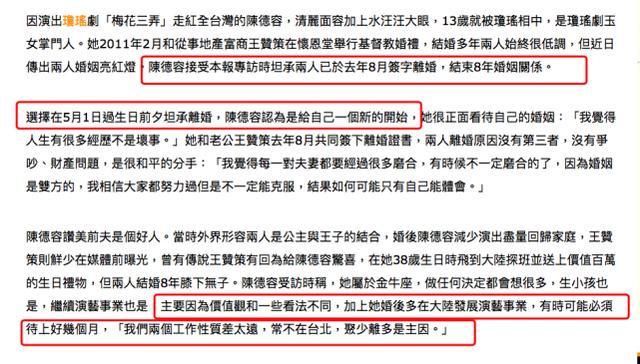 因演出瓊瑤劇「梅花三弄」走紅全台灣的陳德容，清麗面容加上水汪汪大眼，13歲就被瓊瑤相中，是瓊瑤劇玉
女掌門人。她2011年2月和從事地產富商王贊策在懷恩堂舉行基督教婚禮，結婚多年兩人始終很低調，但近日
傳出兩人婚姻亮紅燈，陳德容接受本報專訪時坦承兩人已於去年8月簽字離婚，結束8年婚姻關係。
選擇在5月1日過生日前夕坦承離婚，陳德容認為是給自己一個新的開始，她很正面看待自己的婚姻：「我覺得
人生有很多經歷不是壞事。」她和老公王贊策去年8月共同簽下離婚證書，兩人離婚原因沒有第三者，沒有爭
吵、財產問題，是很和平的分手：「我覺得每一對夫妻都要經過很多磨合，有時候不一定磨合的了，因為婚姻
是雙方的，我相信大家都努力過但是不一定能克服，結果如何可能只有自己能體會。」
陳德容讚美前夫是個好人。當時外界形容兩人是公主與王子的結合，婚後陳德容減少演出盡量回歸家庭，王贊
策則鮮少在媒體前曝光，曾有傳說王贊策有回為給陳德容驚喜，在她38歲生日時飛到大陸探班並送上價值百萬
的生日禮物，但兩人結婚8年膝下無子。陳德容受訪時稱，她屬於金牛座，做任何決定都會想很多，生小孩也
是，繼續演藝事業也是，主要因為價值觀和一些看法不同，加上她婚後多在大陸發展演藝事業，有時可能必須
待上好幾個月，「我們兩個工作性質差太遠，常不在台北，聚少離多是主因。」